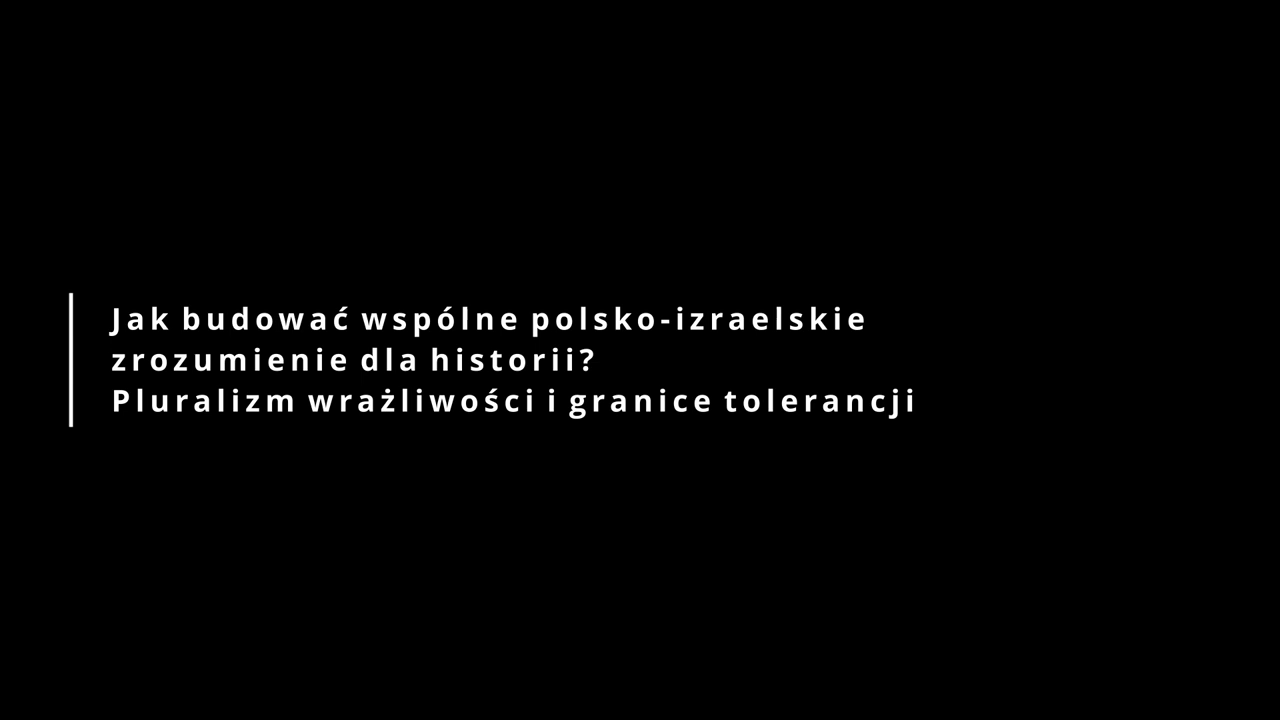 Jak budować wspólne polsko-izraelskie
zrozumienie dla historii?
Pluralizm wrażliwości i granice tolerancji